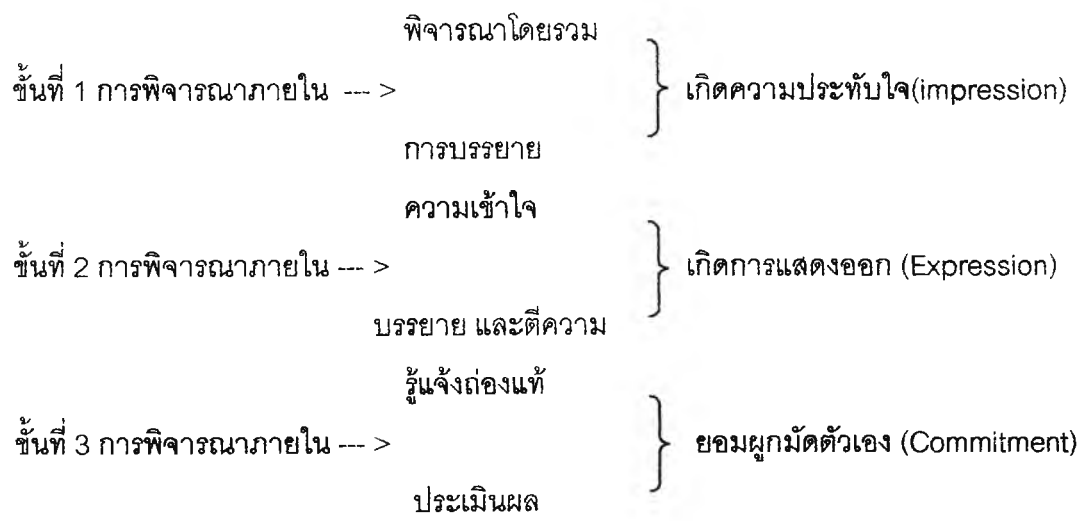 พิจารณาโดยรวม
ขั้นที่ 1 การพิจารณาภายใน --- > เกิดความประทับใจ(impression)
การบรรยาย
ความเข้าใจ
ขั้นที่ 2 การพิจารณาภายใน --- > เกิดการแสดงออก (Expression)
บรรยาย และตีความ
รู้แจ้งถ่องแท้
ขั้นที่ 3 การพิจารณาภายใน --- > ยอมผูกมัดตัวเอง (Commitment)
ประเมินผล